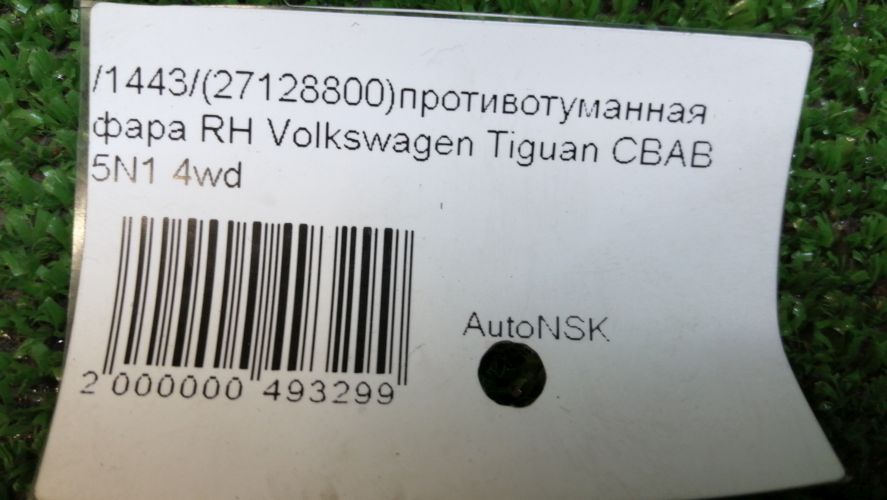 /1443/(27128800)противотуманная
фара RH Volkswagen Tiguan CBAB
5N1 4wd
AutoNSK
2 000000 493299